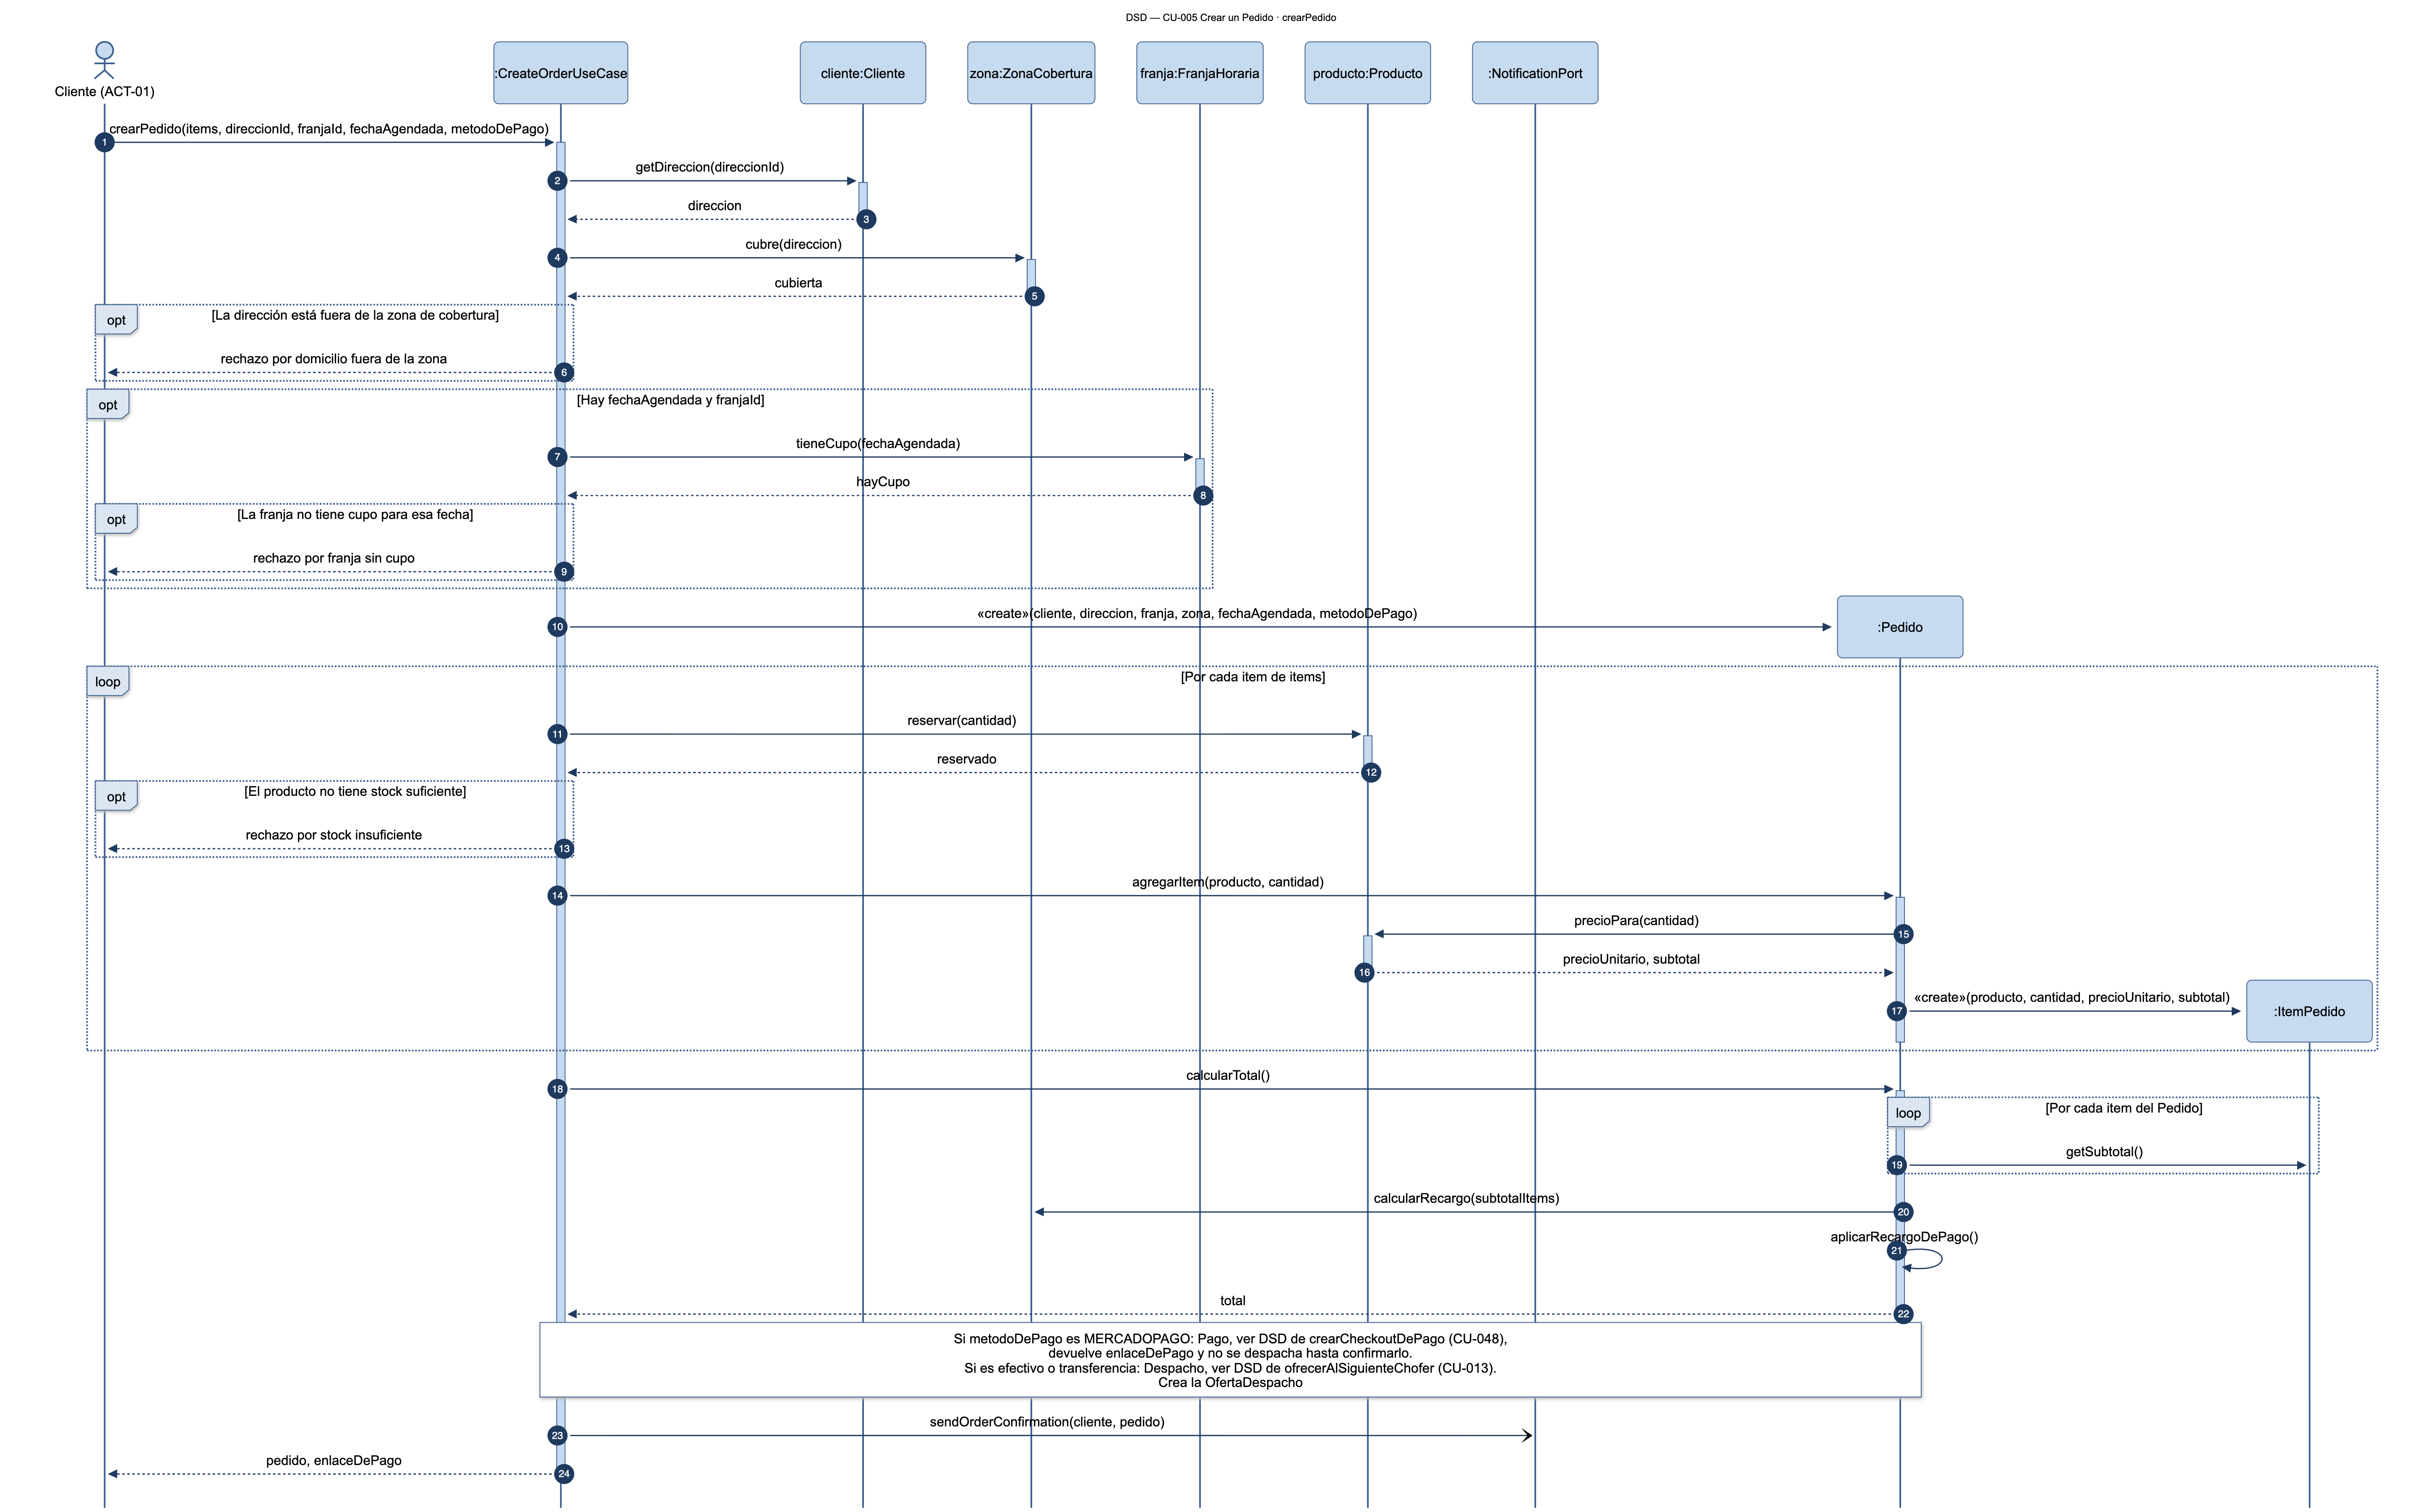 DSD — CU-005 Crear un Pedido · crearPedido
Cliente (ACT-01)
:CreateOrderUseCase
cliente:Cliente
zona:ZonaCobertura
franja:FranjaHoraria
producto:Producto
:NotificationPort
crearPedido(items, direccionId, franjaId, fechaAgendada, metodoDePago)
1
getDireccion(direccionId)
2
direccion
3
cubre(direccion)
4
cubierta
5
opt
[La dirección está fuera de la zona de cobertura]
rechazo por domicilio fuera de la zona
6
opt
[Hay fechaAgendada y franjaId]
tieneCupo(fechaAgendada)
7
hayCupo
8
opt
[La franja no tiene cupo para esa fecha]
rechazo por franja sin cupo
9
«create»(cliente, direccion, franja, zona, fechaAgendada, metodoDePago)
10
:Pedido
loop
[Por cada item de items]
reservar(cantidad)
11
reservado
12
opt
[El producto no tiene stock suficiente]
rechazo por stock insuficiente
13
agregarItem(producto, cantidad)
14
precioPara(cantidad)
15
precioUnitario, subtotal
16
«create»(producto, cantidad, precioUnitario, subtotal)
17
:ItemPedido
calcularTotal()
18
loop
[Por cada item del Pedido]
getSubtotal()
19
calcularRecargo(subtotalItems)
20
aplicarRecargoDePago()
21
total
22
Si metodoDePago es MERCADOPAGO: Pago, ver DSD de crearCheckoutDePago (CU-048),
devuelve enlaceDePago y no se despacha hasta confirmarlo.
Si es efectivo o transferencia: Despacho, ver DSD de ofrecerAlSiguienteChofer (CU-013).
Crea la OfertaDespacho
sendOrderConfirmation(cliente, pedido)
23
pedido, enlaceDePago
24